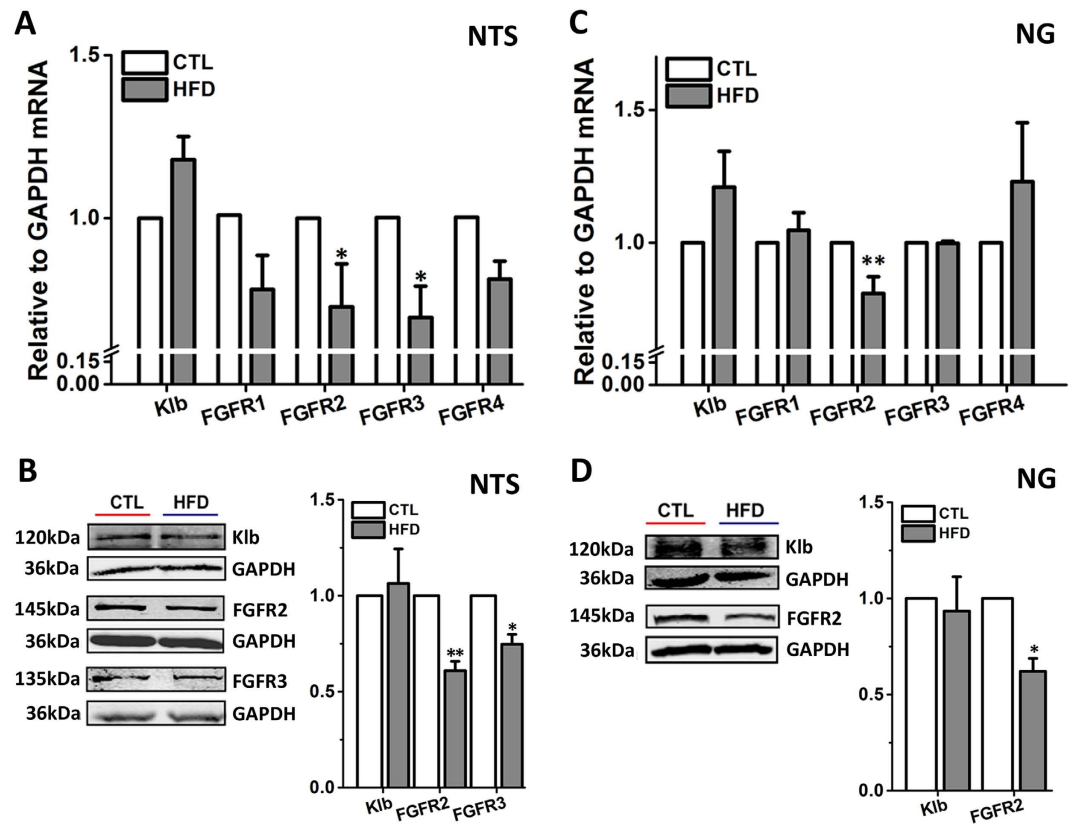 A
NTS
Relative to GAPDH mRNA
1.5
1.0
0.15
0.00
CTL
HFD
*
*
Klb
FGFR1
FGFR2
FGFR3
FGFR4
C
NG
Relative to GAPDH mRNA
1.5
1.0
0.15
0.00
CTL
HFD
**
Klb
FGFR1
FGFR2
FGFR3
FGFR4
B
NTS
CTL HFD
120kDa Klb
36kDa GAPDH
145kDa FGFR2
36kDa GAPDH
135kDa FGFR3
36kDa GAPDH
1.5
1.0
0.5
0.0
CTL
HFD
**
*
Klb
FGFR2
FGFR3
D
NG
CTL HFD
120kDa Klb
36kDa GAPDH
145kDa FGFR2
36kDa GAPDH
1.5
1.0
0.5
0.0
CTL
HFD
*
Klb
FGFR2